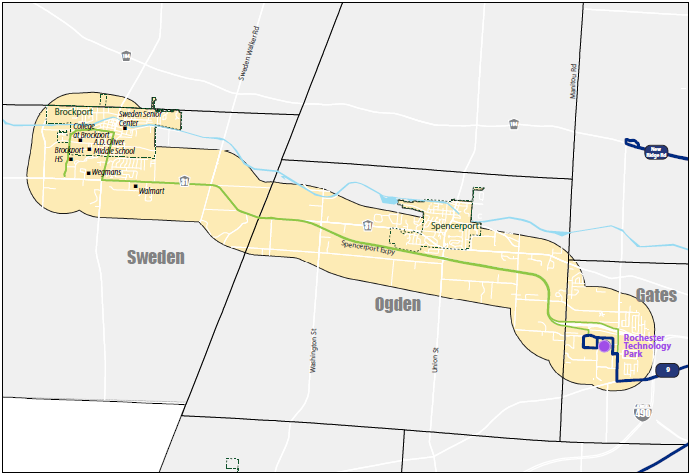 Sweden Walker Rd
Manitou Rd
Brockport
Sweden Senior
Center
College
at Brockport
A.D. Oliver
Middle School
Brockport
HS
Wegmans
Walmart
31
31
Spencerport
Spencerport Expy
Sweden
Ogden
Gates
Washington St
Union St
Rochester
Technology
Park
9
490